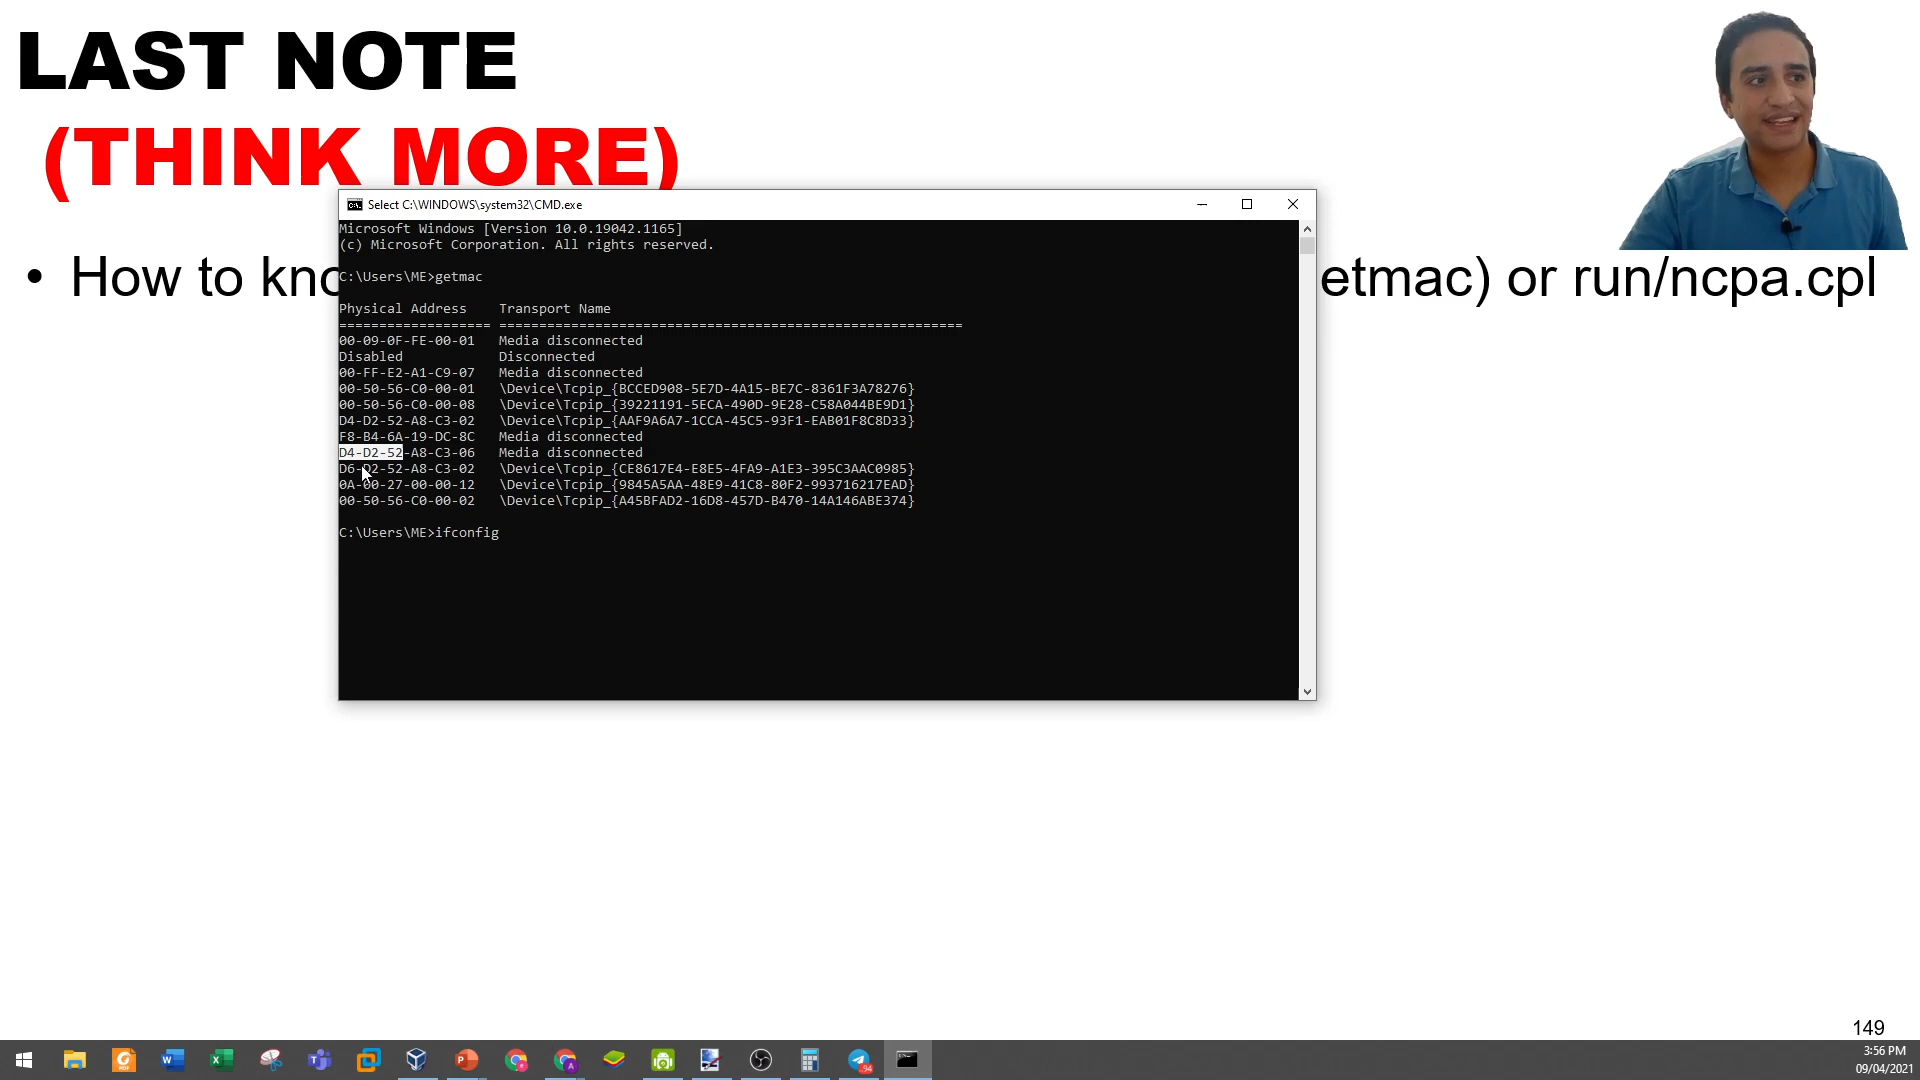 LAST NOTE
(THINK MORE)
Select C:\WINDOWS\system32\CMD.exe
Microsoft Windows [Version 10.0.19042.1165]
(c) Microsoft Corporation. All rights reserved.
• How to kno
etmac) or run/ncpa.cpl
C:\Users\ME>getmac
Physical Address    Transport Name
=================== ==========================================================
00-09-0F-FE-00-01   Media disconnected
Disabled            Disconnected
00-FF-E2-A1-C9-07   Media disconnected
00-50-56-C0-00-01   \Device\Tcpip_{BCCED908-5E7D-4A15-BE7C-8361F3A78276}
00-50-56-C0-00-08   \Device\Tcpip_{39221191-5ECA-490D-9E28-C58A044BE9D1}
D4-D2-52-A8-C3-02   \Device\Tcpip_{AAF9A6A7-1CCA-45C5-93F1-EAB01F8C8D33}
F8-B4-6A-19-DC-8C   Media disconnected
D4-D2-52-A8-C3-06   Media disconnected
D6-D2-52-A8-C3-02   \Device\Tcpip_{CE8617E4-E8E5-4FA9-A1E3-395C3AAC0985}
0A-00-27-00-00-12   \Device\Tcpip_{9845A5AA-48E9-41C8-80F2-993716217EAD}
00-50-56-C0-00-02   \Device\Tcpip_{A45BFAD2-16D8-457D-B470-14A146ABE374}
C:\Users\ME>ifconfig
149
3:56 PM
09/04/2021